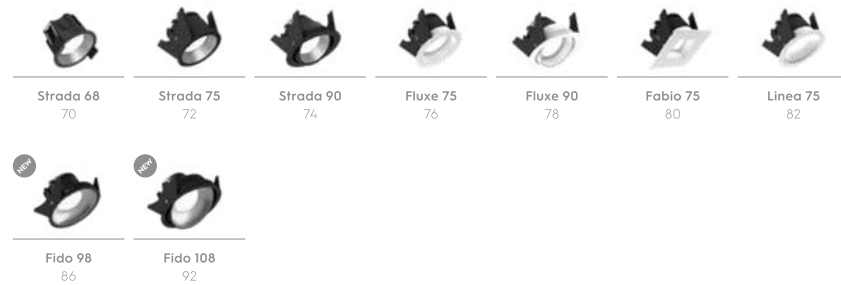 Strada 68
70
Strada 75
72
Strada 90
74
Fluxe 75
76
Fluxe 90
78
Fabio 75
80
Linea 75
82
NEW
Fido 98
86
NEW
Fido 108
92